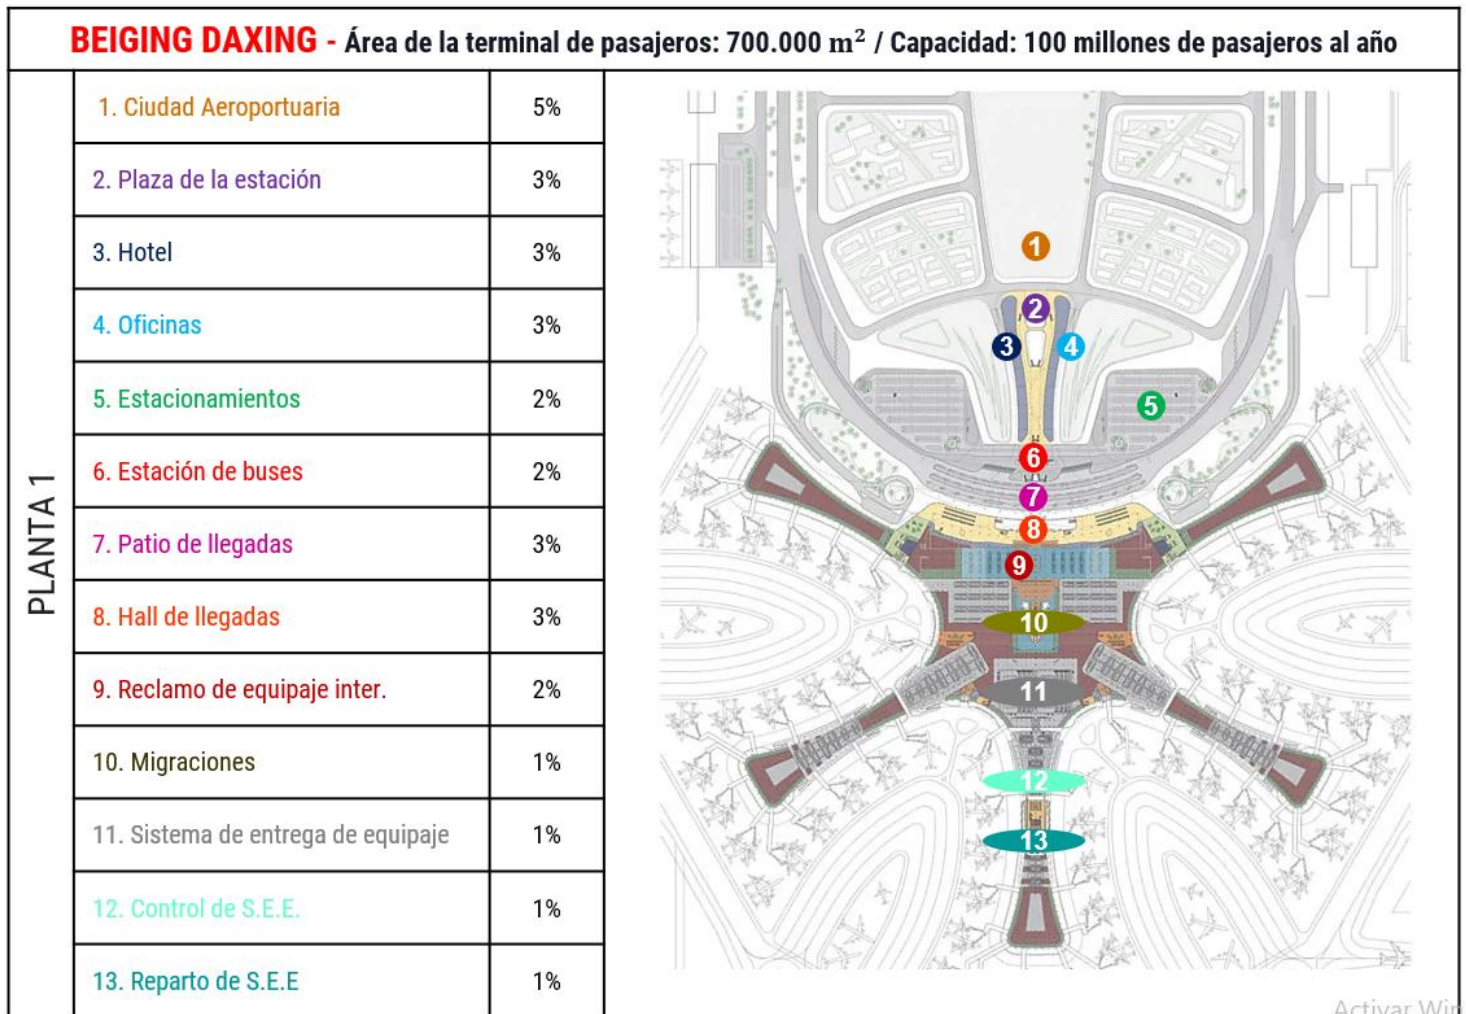 BEIGING DAXING - Área de la terminal de pasajeros: 700.000 m² / Capacidad: 100 millones de pasajeros al año
PLANTA 1
1. Ciudad Aeroportuaria 5%
2. Plaza de la estación 3%
3. Hotel 3%
4. Oficinas 3%
5. Estacionamientos 2%
6. Estación de buses 2%
7. Patio de llegadas 3%
8. Hall de llegadas 3%
9. Reclamo de equipaje inter. 2%
10. Migraciones 1%
11. Sistema de entrega de equipaje 1%
12. Control de S.E.E. 1%
13. Reparto de S.E.E 1%
1
2
3 4
5
6
7
8
9
10
11
12
13
Activar Win